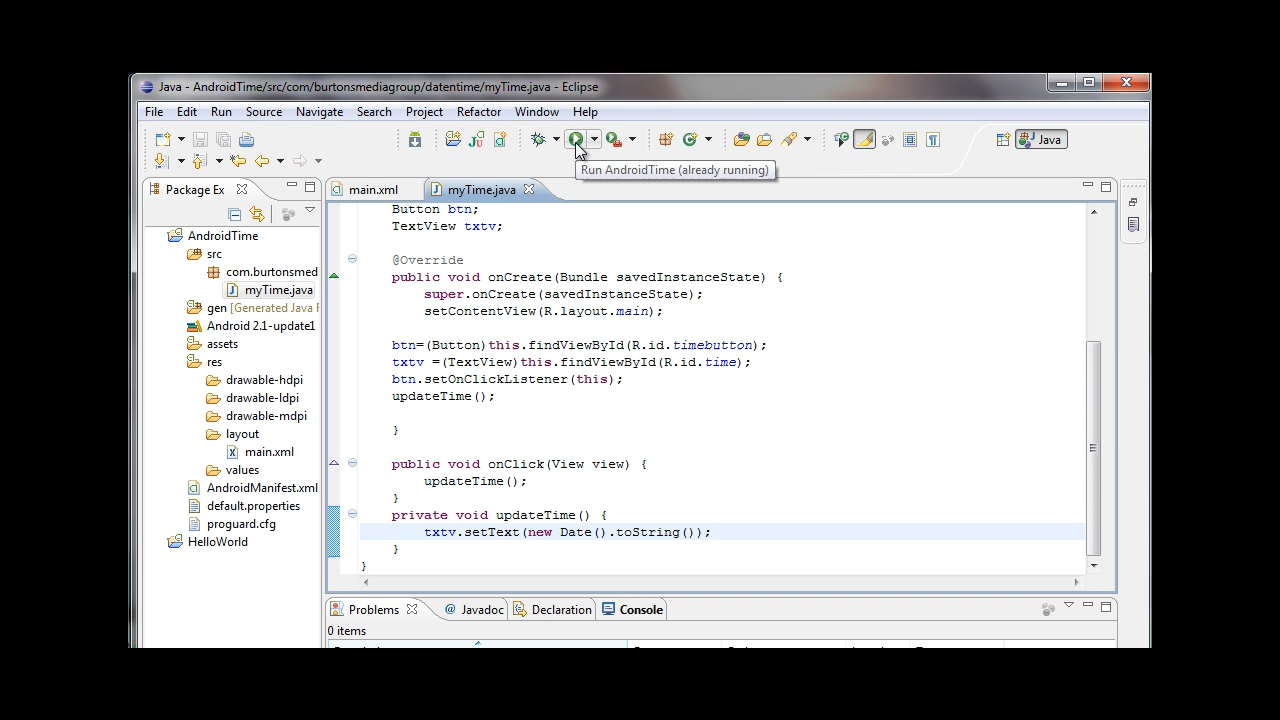 Java - AndroidTime/src/com/burtonsmediagroup/datentime/myTime.java - Eclipse
File Edit Run Source Navigate Search Project Refactor Window Help
Java
Run AndroidTime (already running)
Package Ex
main.xml
myTime.java
AndroidTime
src
com.burtonsmed
myTime.java
gen [Generated Java F
Android 2.1-update1
assets
res
drawable-hdpi
drawable-ldpi
drawable-mdpi
layout
main.xml
values
AndroidManifest.xml
default.properties
proguard.cfg
HelloWorld
Button btn;
TextView txtv;
@Override
public void onCreate(Bundle savedInstanceState) {
super.onCreate(savedInstanceState);
setContentView(R.layout.main);
btn=(Button)this.findViewById(R.id.timebutton);
txtv =(TextView)this.findViewById(R.id.time);
btn.setOnClickListener(this);
updateTime();
}
public void onClick(View view) {
updateTime();
}
private void updateTime() {
txtv.setText(new Date().toString());
}
}
Problems @ Javadoc Declaration Console
0 items